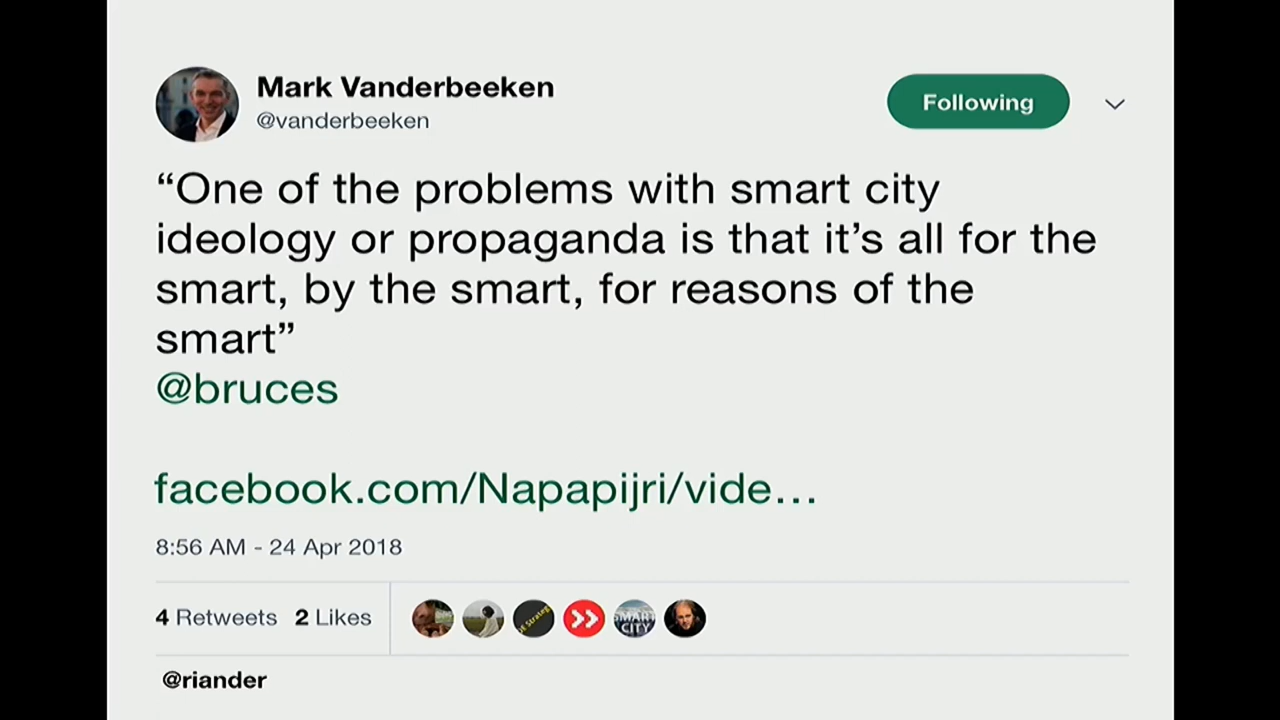 Mark Vanderbeeken
@vanderbeeken
Following
“One of the problems with smart city
ideology or propaganda is that it’s all for the
smart, by the smart, for reasons of the
smart”
@bruces
facebook.com/Napapijri/vide…
8:56 AM - 24 Apr 2018
4 Retweets 2 Likes
SMART
CITY
@riander